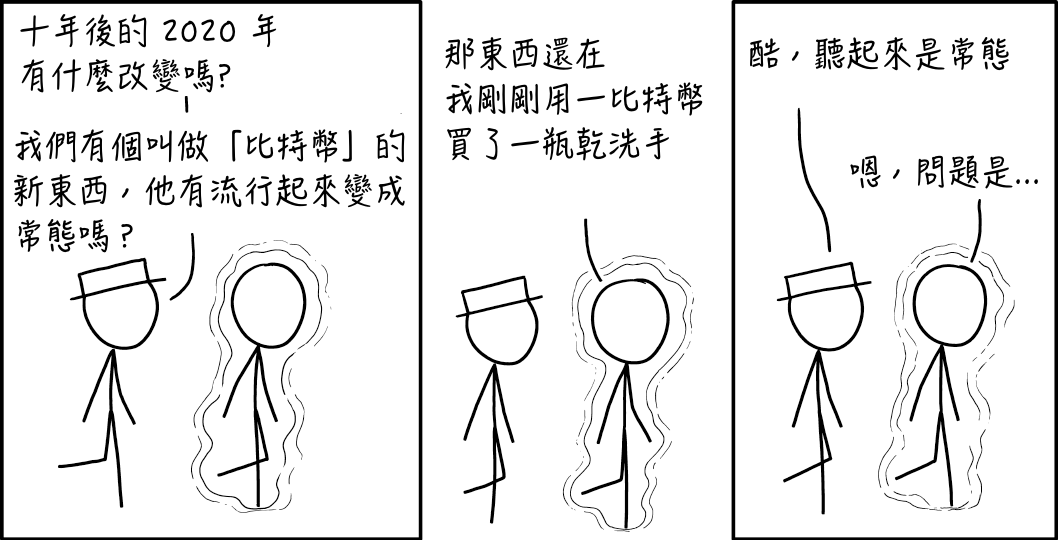 十年後的 2020 年
有什麼改變嗎?
我們有個叫做「比特幣」的
新東西，他有流行起來變成
常態嗎？
那東西還在
我剛剛用一比特幣
買了一瓶乾洗手
酷，聽起來是常態
嗯，問題是...